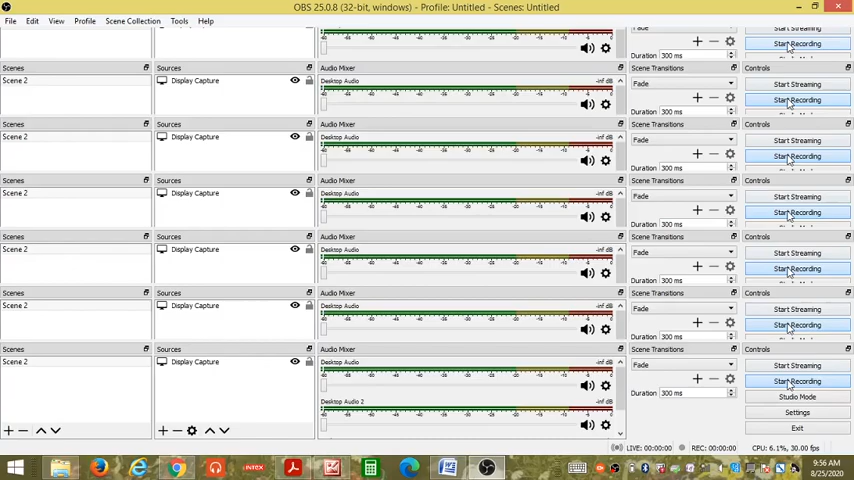 OBS 25.0.8 (32-bit, windows) - Profile: Untitled - Scenes: Untitled
File Edit View Profile Scene Collection Tools Help
Start Streaming
Fade
Start Recording
Duration 300 ms
Scenes Sources Audio Mixer Scene Transitions Controls
Scene 2 Display Capture Desktop Audio -inf dB Fade Start Streaming
Start Recording
Duration 300 ms
Scenes Sources Audio Mixer Scene Transitions Controls
Scene 2 Display Capture Desktop Audio -inf dB Fade Start Streaming
Start Recording
Duration 300 ms
Scenes Sources Audio Mixer Scene Transitions Controls
Scene 2 Display Capture Desktop Audio -inf dB Fade Start Streaming
Start Recording
Duration 300 ms
Scenes Sources Audio Mixer Scene Transitions Controls
Scene 2 Display Capture Desktop Audio -inf dB Fade Start Streaming
Start Recording
Duration 300 ms
Scenes Sources Audio Mixer Scene Transitions Controls
Scene 2 Display Capture Desktop Audio -inf dB Fade Start Streaming
Start Recording
Duration 300 ms
Scenes Sources Audio Mixer Scene Transitions Controls
Scene 2 Display Capture Desktop Audio -inf dB Fade Start Streaming
Start Recording
Duration 300 ms
Studio Mode
Desktop Audio 2 -inf dB
Settings
Exit
LIVE: 00:00:00 REC: 00:00:00 CPU: 6.1%, 30.00 fps
INTEX
9:56 AM
8/25/2020